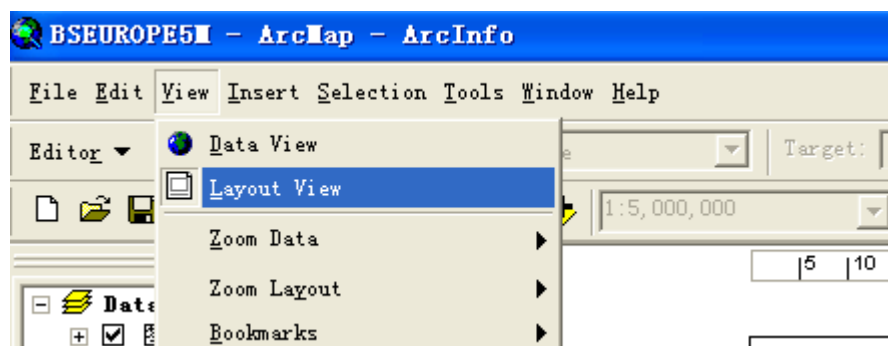 BSEUROPE5M - ArcMap - ArcInfo
File Edit View Insert Selection Tools Window Help
Editor Data View Target:
Layout View
1:5,000,000
Zoom Data
5 10
Zoom Layout
Bookmarks